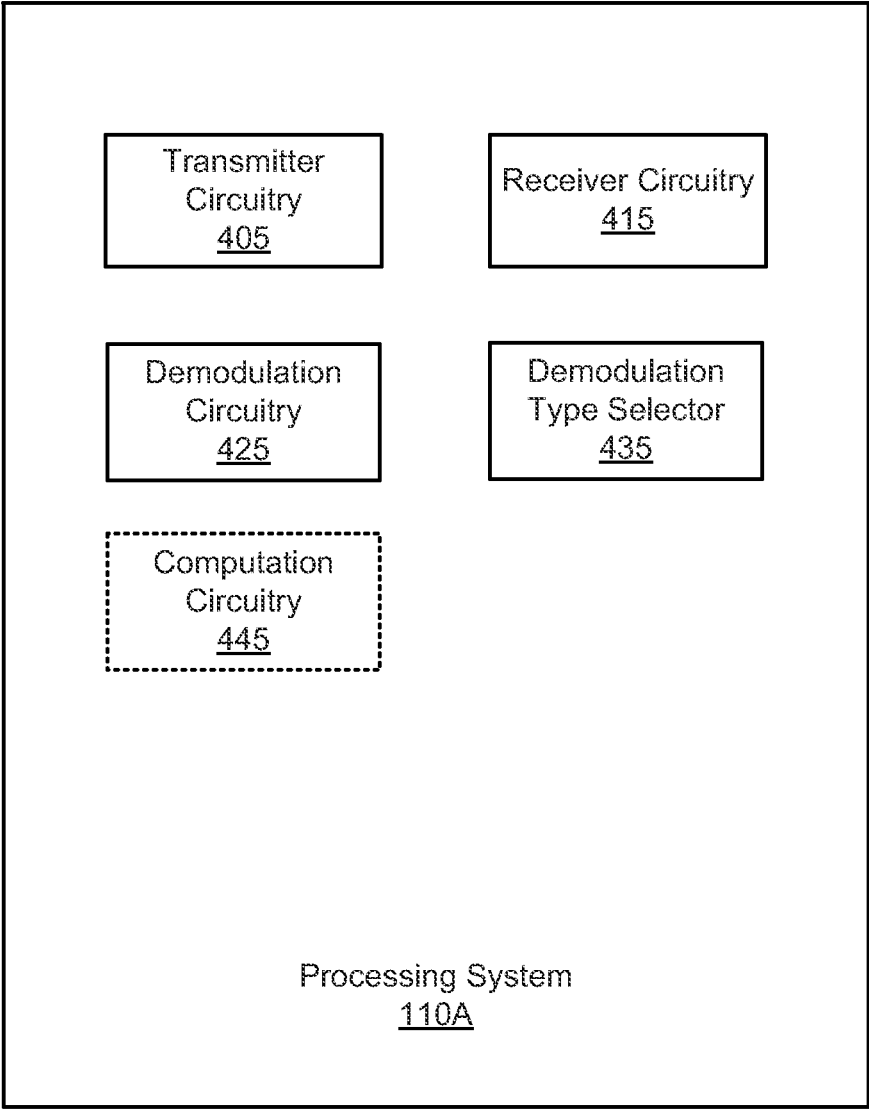 Transmitter
Circuitry
405
Receiver Circuitry
415
Demodulation
Circuitry
425
Demodulation
Type Selector
435
Computation
Circuitry
445
Processing System
110A